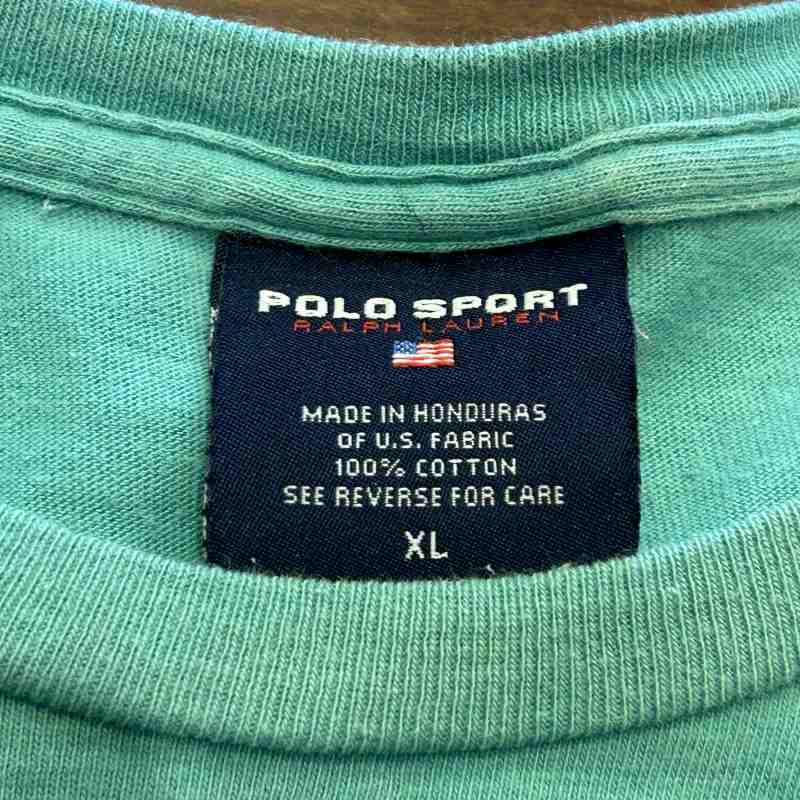 POLO SPORT
RALPH LAUREN
MADE IN HONDURAS
OF U.S. FABRIC
100% COTTON
SEE REVERSE FOR CARE
XL